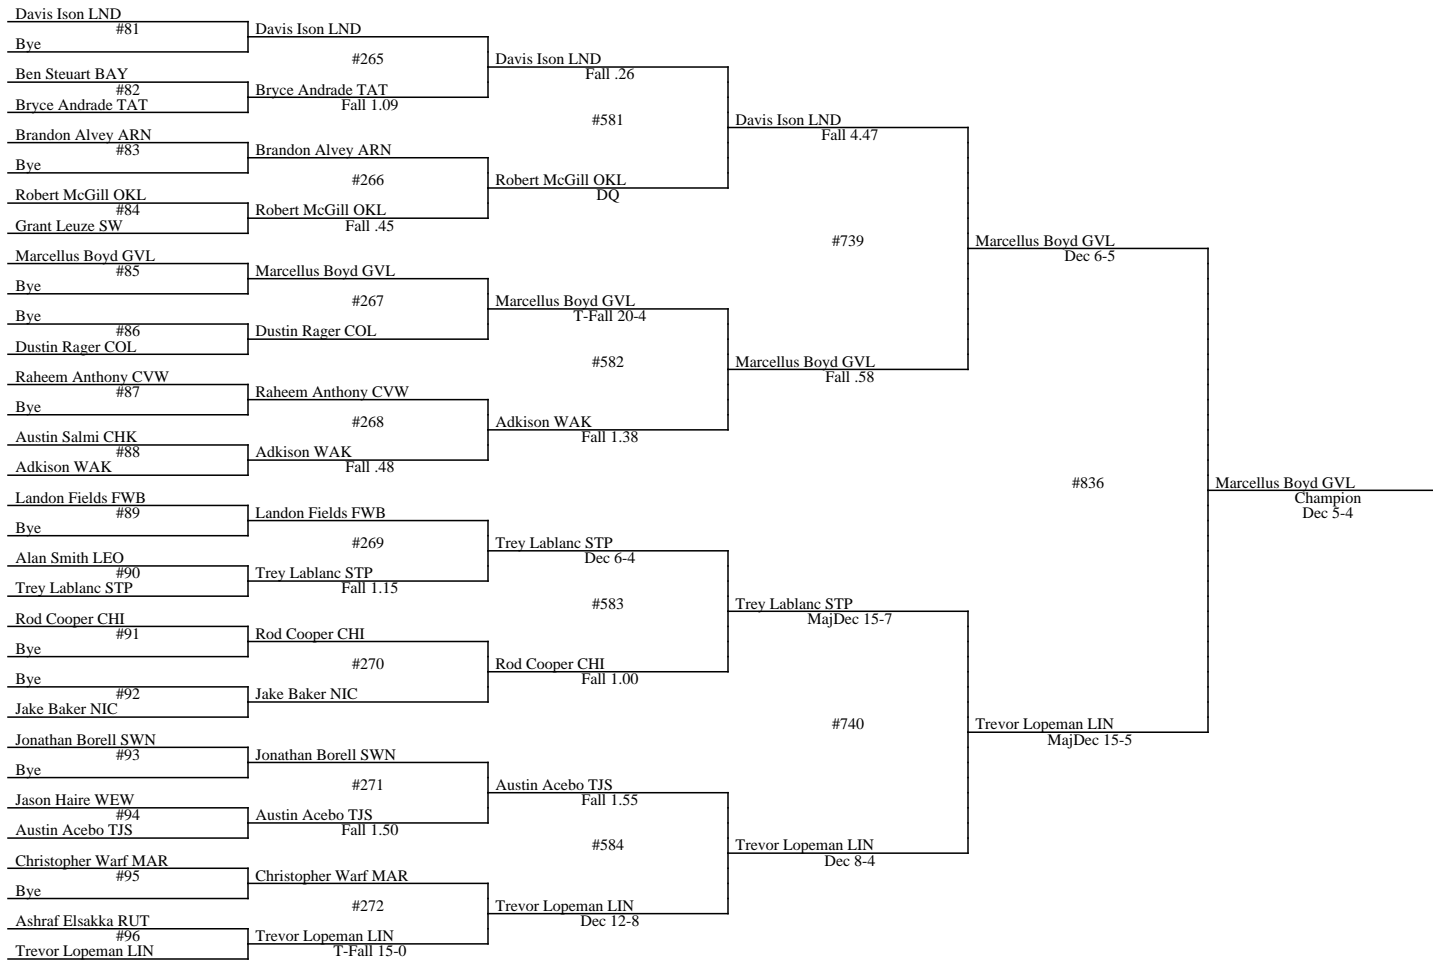 Davis Ison LND
#81
Bye
Ben Steuart BAY
#82
Bryce Andrade TAT
Brandon Alvey ARN
#83
Bye
Robert McGill OKL
#84
Grant Leuze SW
Marcellus Boyd GVL
#85
Bye
Bye
#86
Dustin Rager COL
Raheem Anthony CVW
#87
Bye
Austin Salmi CHK
#88
Adkison WAK
Landon Fields FWB
#89
Bye
Alan Smith LEO
#90
Trey Lablanc STP
Rod Cooper CHI
#91
Bye
Bye
#92
Jake Baker NIC
Jonathan Borell SWN
#93
Bye
Jason Haire WEW
#94
Austin Acebo TJS
Christopher Warf MAR
#95
Bye
Ashraf Elsakka RUT
#96
Trevor Lopeman LIN
Davis Ison LND
#265
Bryce Andrade TAT
Fall 1.09
Brandon Alvey ARN
#266
Robert McGill OKL
Fall .45
Marcellus Boyd GVL
#267
Dustin Rager COL
Raheem Anthony CVW
#268
Adkison WAK
Fall .48
Landon Fields FWB
#269
Trey Lablanc STP
Fall 1.15
Rod Cooper CHI
#270
Jake Baker NIC
Jonathan Borell SWN
#271
Austin Acebo TJS
Fall 1.50
Christopher Warf MAR
#272
Trevor Lopeman LIN
T-Fall 15-0
Davis Ison LND
Fall .26
#581
Robert McGill OKL
DQ
Marcellus Boyd GVL
T-Fall 20-4
#582
Adkison WAK
Fall 1.38
Trey Lablanc STP
Dec 6-4
#583
Rod Cooper CHI
Fall 1.00
Austin Acebo TJS
Fall 1.55
#584
Trevor Lopeman LIN
Dec 12-8
Davis Ison LND
Fall 4.47
#739
Marcellus Boyd GVL
Fall .58
Trey Lablanc STP
MajDec 15-7
#740
Trevor Lopeman LIN
Dec 8-4
Marcellus Boyd GVL
Dec 6-5
#836
Trevor Lopeman LIN
MajDec 15-5
Marcellus Boyd GVL
Champion
Dec 5-4